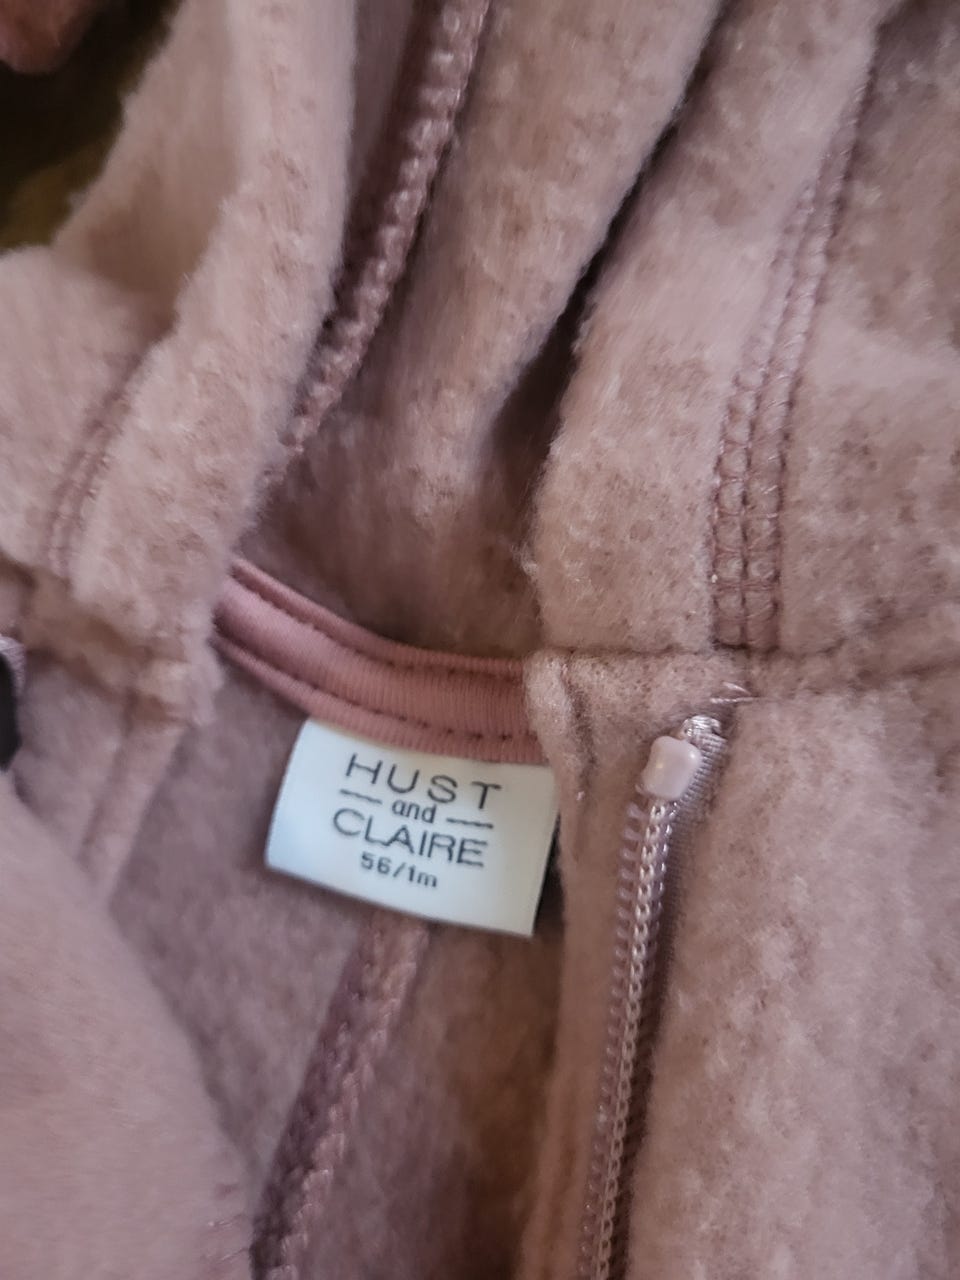 HUST
and
CLAIRE
56/1m